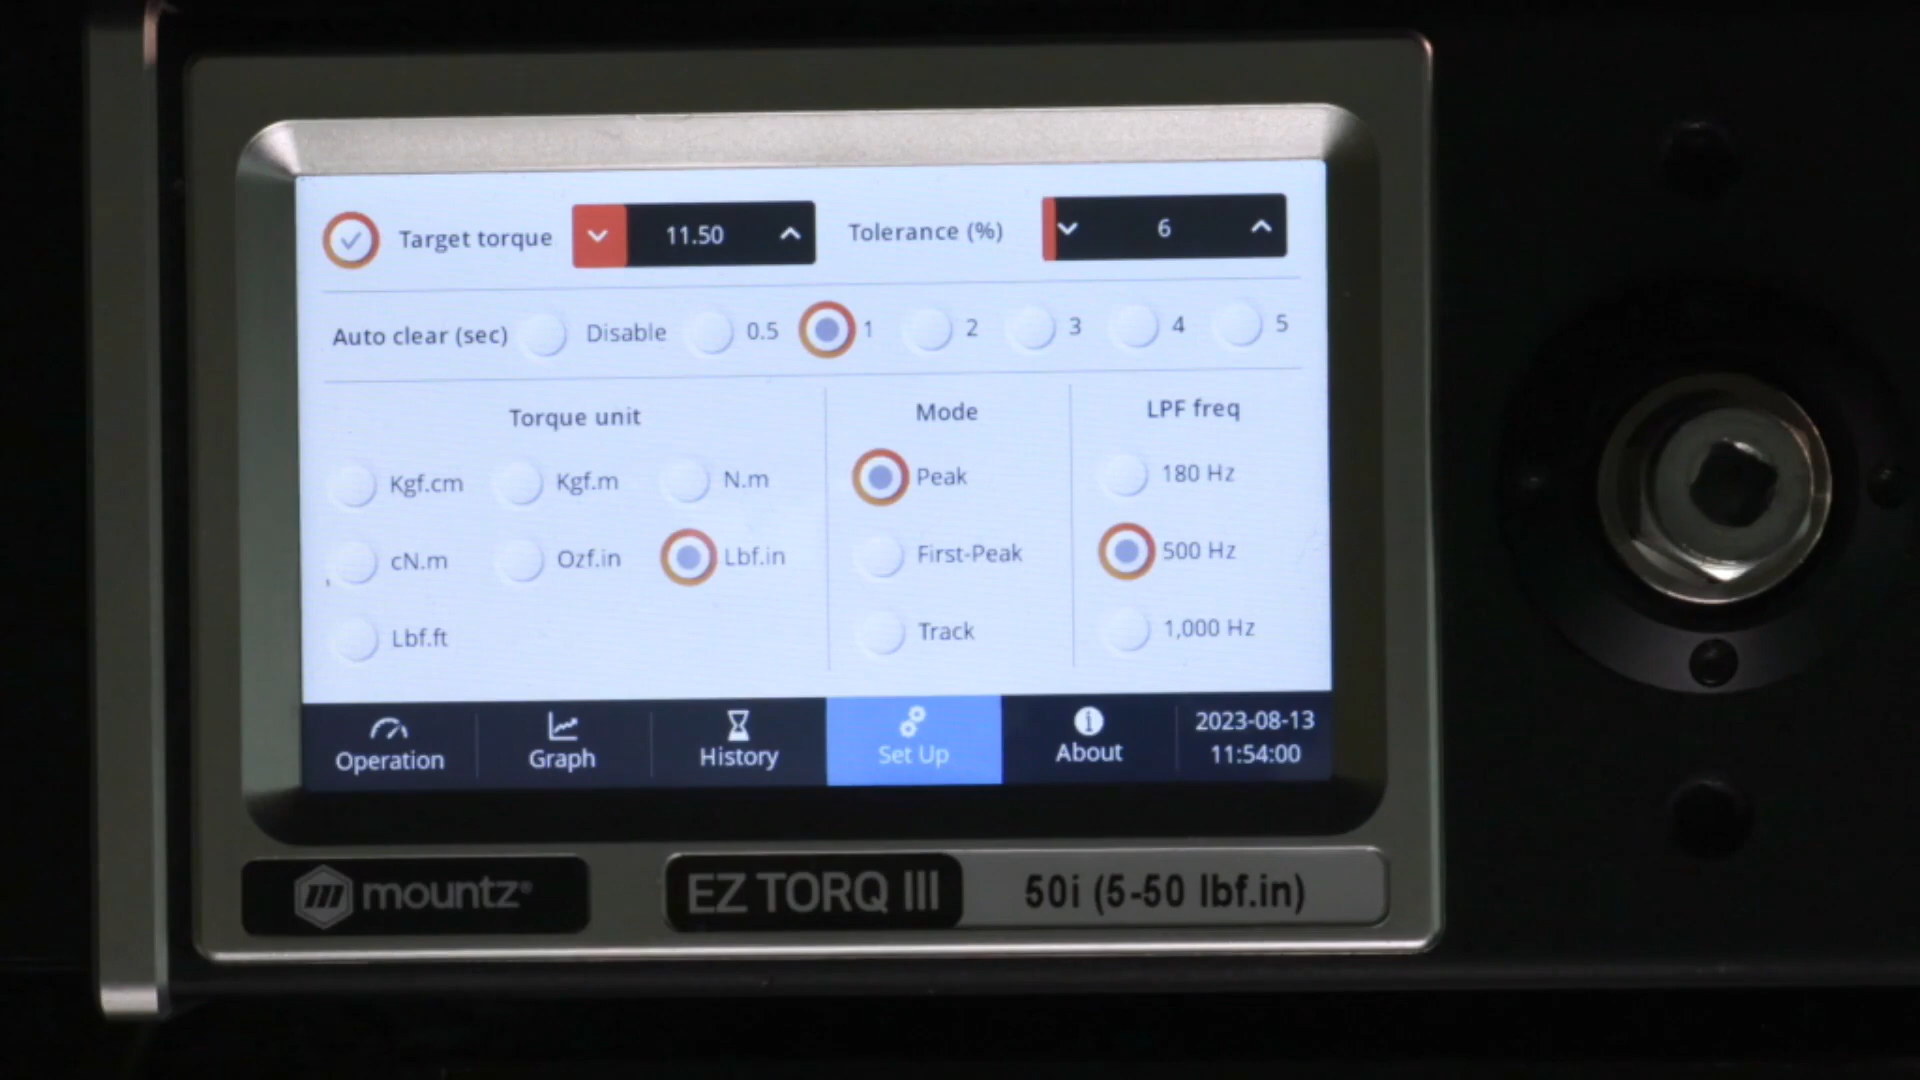 Target torque 11.50 Tolerance (%) 6
Auto clear (sec) Disable 0.5 1 2 3 4 5
Torque unit Mode LPF freq
Kgf.cm Kgf.m N.m Peak 180 Hz
cN.m Ozf.in Lbf.in First-Peak 500 Hz
Lbf.ft Track 1,000 Hz
Operation Graph History Set Up About 2023-08-13
11:54:00
mountz® EZ TORQ III 50i (5-50 lbf.in)